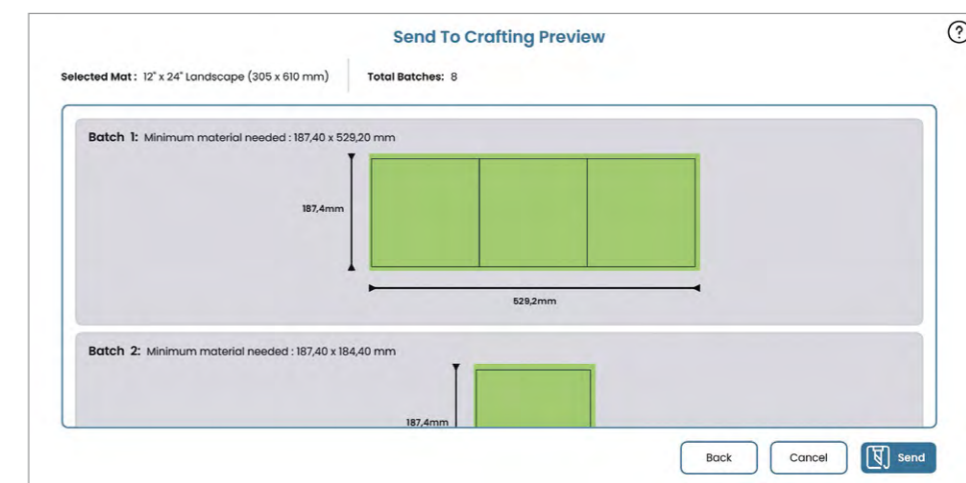 Send To Crafting Preview
?
Selected Mat : 12" x 24" Landscape (305 x 610 mm) Total Batches: 8
Batch 1: Minimum material needed : 187,40 x 529,20 mm
187,4mm
529,2mm
Batch 2: Minimum material needed : 187,40 x 184,40 mm
187,4mm
Back Cancel Send